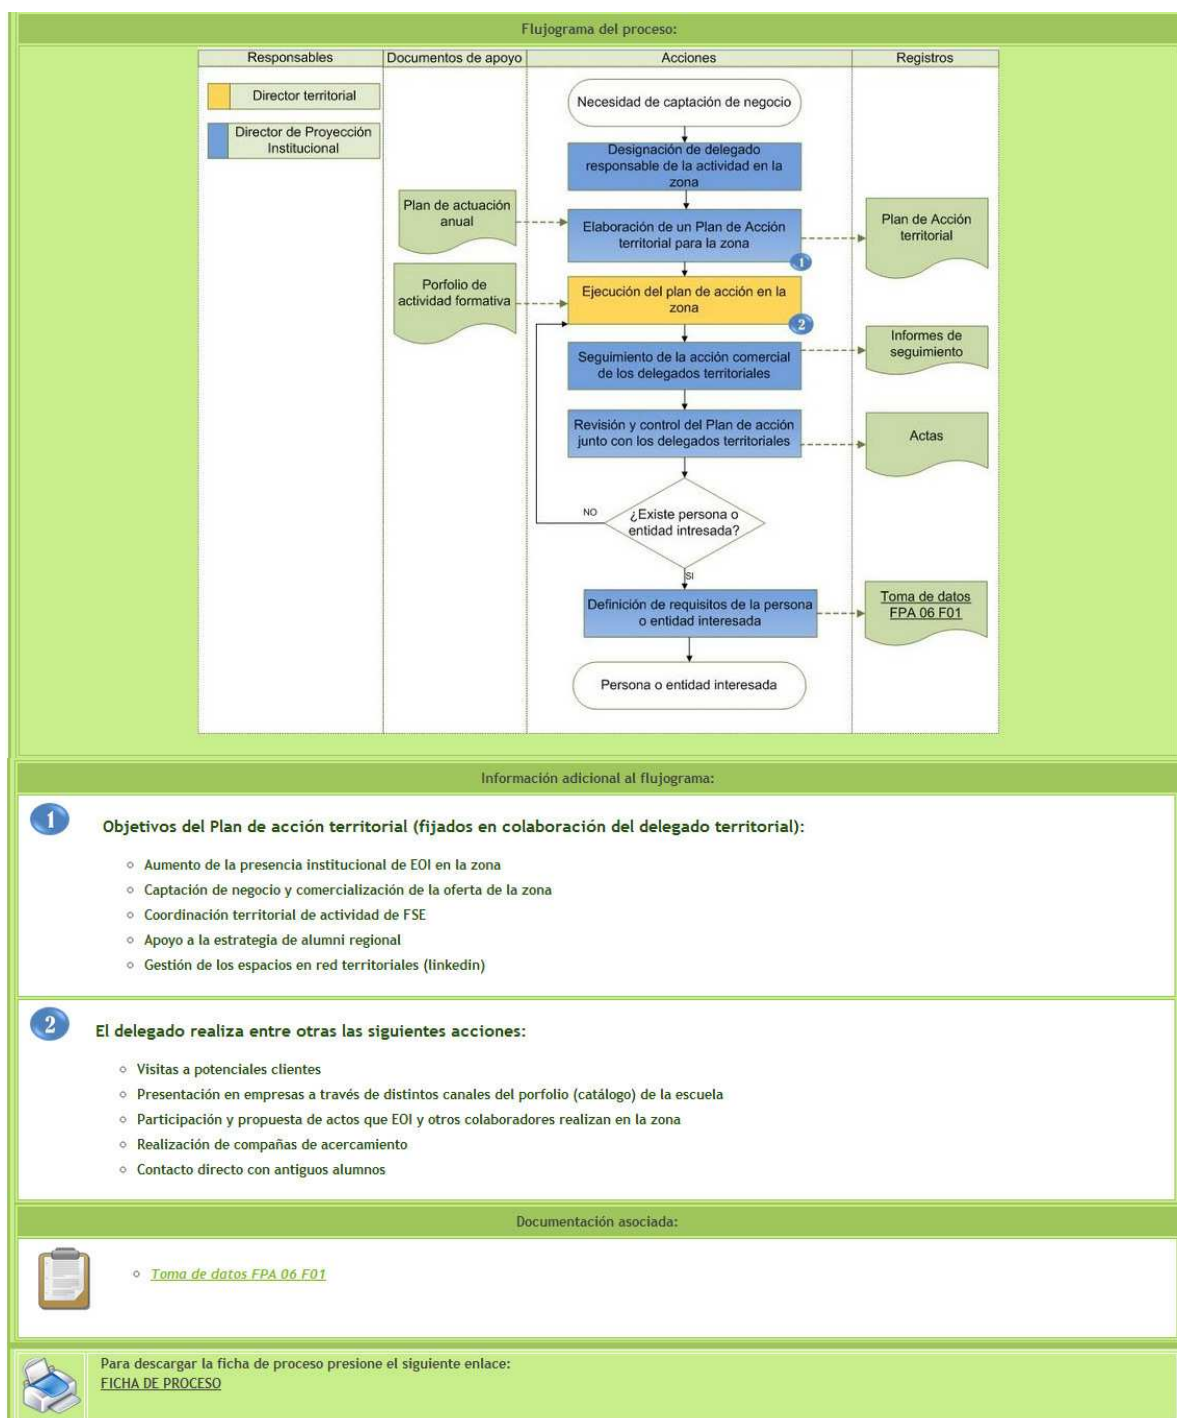 Flujograma del proceso:
Responsables
Documentos de apoyo
Acciones
Registros
Director territorial
Director de Proyección
Institucional
Necesidad de captación de negocio
Designación de delegado
responsable de la actividad en la
zona
Plan de actuación
anual
Elaboración de un Plan de Acción
territorial para la zona
1
Plan de Acción
territorial
Porfolio de
actividad formativa
Ejecución del plan de acción en la
zona
2
Seguimiento de la acción comercial
de los delegados territoriales
Informes de
seguimiento
Revisión y control del Plan de acción
junto con los delegados territoriales
Actas
¿Existe persona o
entidad intresada?
NO
SI
Definición de requisitos de la persona
o entidad interesada
Toma de datos
FPA 06 F01
Persona o entidad interesada
Información adicional al flujograma:
1
Objetivos del Plan de acción territorial (fijados en colaboración del delegado territorial):
Aumento de la presencia institucional de EOI en la zona
Captación de negocio y comercialización de la oferta de la zona
Coordinación territorial de actividad de FSE
Apoyo a la estrategia de alumni regional
Gestión de los espacios en red territoriales (linkedin)
2
El delegado realiza entre otras las siguientes acciones:
Visitas a potenciales clientes
Presentación en empresas a través de distintos canales del porfolio (catálogo) de la escuela
Participación y propuesta de actos que EOI y otros colaboradores realizan en la zona
Realización de compañas de acercamiento
Contacto directo con antiguos alumnos
Documentación asociada:
Toma de datos FPA 06 F01
Para descargar la ficha de proceso presione el siguiente enlace:
FICHA DE PROCESO